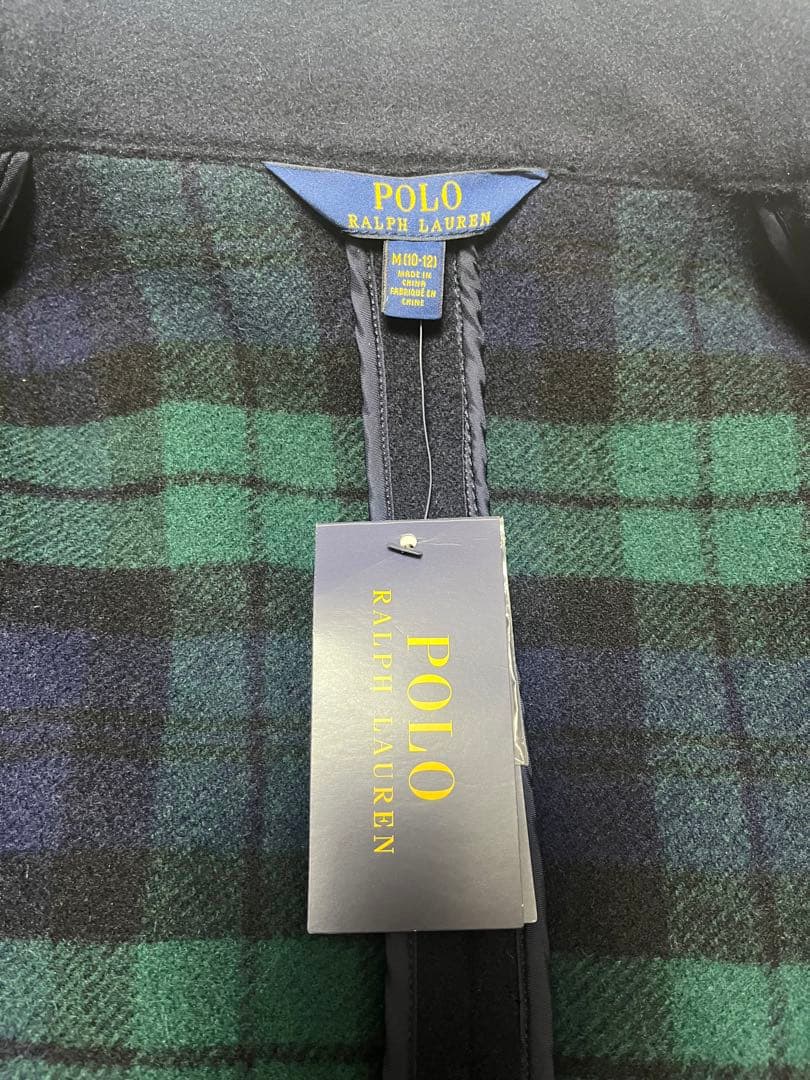 POLO
RALPH LAUREN
M(10-12)
MADE IN
CHINA
FABRIQUÉ EN
CHINE
POLO
RALPH LAUREN